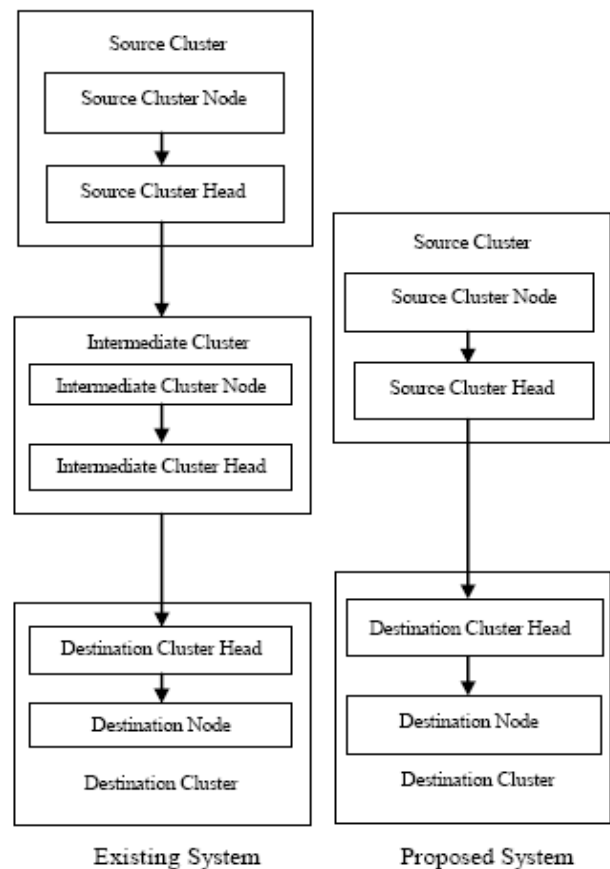 Source Cluster
Source Cluster Node
Source Cluster Head
Intermediate Cluster
Intermediate Cluster Node
Intermediate Cluster Head
Destination Cluster Head
Destination Node
Destination Cluster
Existing System
Source Cluster
Source Cluster Node
Source Cluster Head
Destination Cluster Head
Destination Node
Destination Cluster
Proposed System